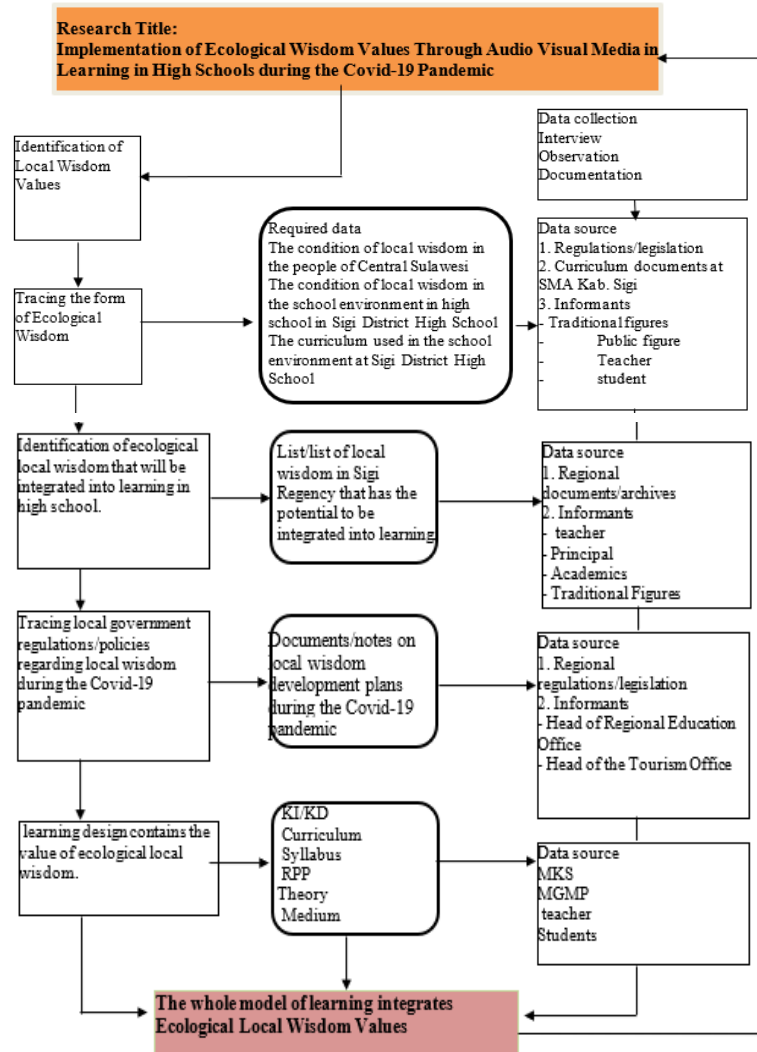 Research Title:
Implementation of Ecological Wisdom Values Through Audio Visual Media in
Learning in High Schools during the Covid-19 Pandemic
Identification of
Local Wisdom
Values
Data collection
Interview
Observation
Documentation
Tracing the form
of Ecological
Wisdom
Required data
The condition of local wisdom in
the people of Central Sulawesi
The condition of local wisdom in
the school environment in high
school in Sigi District High School
The curriculum used in the school
environment at Sigi District High
School
Data source
1. Regulations/legislation
2. Curriculum documents at
SMA Kab. Sigi
3. Informants
- Traditional figures
- Public figure
- Teacher
- student
Identification of ecological
local wisdom that will be
integrated into learning in
high school.
List/list of local
wisdom in Sigi
Regency that has the
potential to be
integrated into learning
Data source
1. Regional
documents/archives
2. Informants
- teacher
- Principal
- Academics
- Traditional Figures
Tracing local government
regulations/policies
regarding local wisdom
during the Covid-19
pandemic
Documents/notes on
local wisdom
development plans
during the Covid-19
pandemic
Data source
1. Regional
regulations/legislation
2. Informants
- Head of Regional Education
Office
- Head of the Tourism Office
learning design contains the
value of ecological local
wisdom.
KI/KD
Curriculum
Syllabus
RPP
Theory
Medium
Data source
MKS
MGMP
teacher
Students
The whole model of learning integrates
Ecological Local Wisdom Values